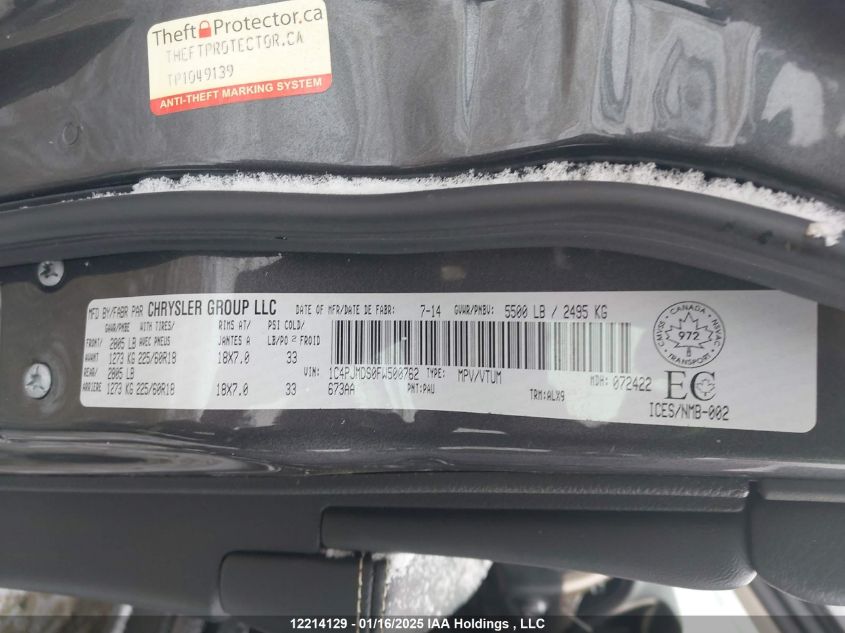 TheftProtector.ca
THEFTPROTECTOR.CA
TP1049139
ANTI-THEFT MARKING SYSTEM
MFD BY/FABR PAR CHRYSLER GROUP LLC DATE OF MFR/DATE DE FABR: 7-14 GVWR/PNBV: 5500 LB / 2495 KG
GAWR/PNBE WITH TIRES/ RIMS AT/ PSI COLD/
FRONT/ 2805 LB AVEC PNEUS JANTES A LB/PO² FROID
AVANT 1273 KG 225/60R18 18X7.0 33
REAR/ 2805 LB VIN: 1C4PJMDS0FW500762 TYPE: MPV/VTUM MDH: 072422
ARRIERE 1273 KG 225/60R18 18X7.0 33 673AA PNT:PAU TRM:ALX9
CANADA
CMVSS NSVAC
972
B
EC
ICES/NMB-002
12214129 - 01/16/2025 IAA Holdings , LLC